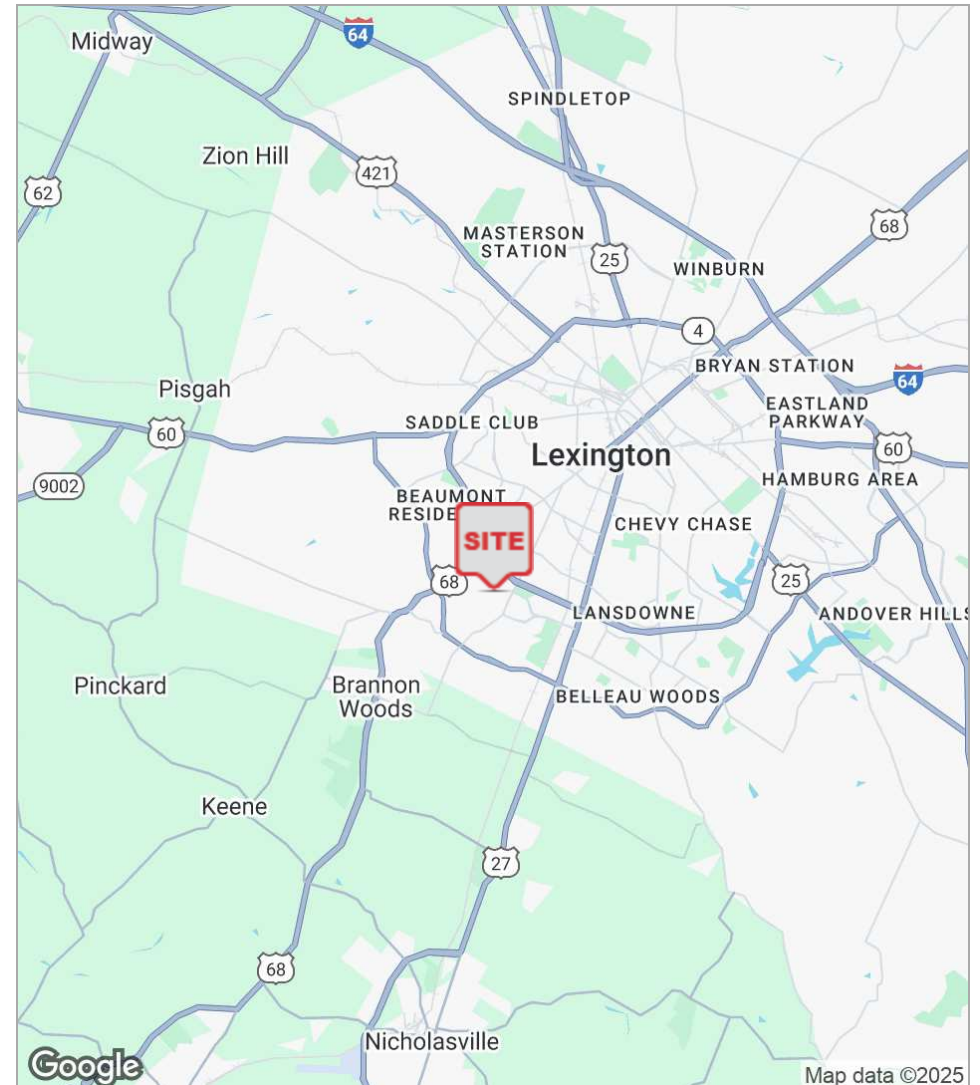 64
Midway
SPINDLETOP
Zion Hill
421
62
68
MASTERSON
STATION
25
WINBURN
4
BRYAN STATION
64
Pisgah
EASTLAND
PARKWAY
SADDLE CLUB
60
60
Lexington
HAMBURG AREA
9002
BEAUMONT
RESIDE
CHEVY CHASE
SITE
68
25
LANSDOWNE
ANDOVER HILLS
Pinckard
Brannon
Woods
BELLEAU WOODS
Keene
27
68
Nicholasville
Google
Map data ©2025